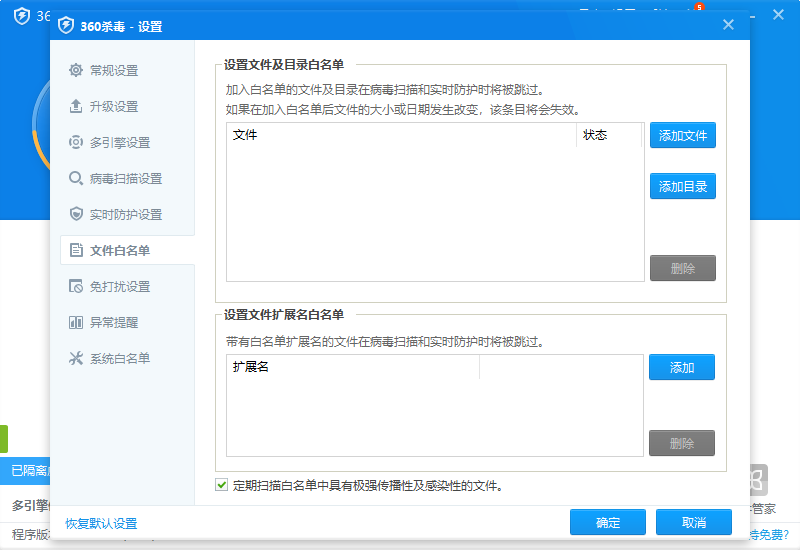 360
5
360杀毒 - 设置
常规设置
升级设置
多引擎设置
病毒扫描设置
实时防护设置
文件白名单
免打扰设置
异常提醒
系统白名单
设置文件及目录白名单
加入白名单的文件及目录在病毒扫描和实时防护时将被跳过。
如果在加入白名单后文件的大小或日期发生改变，该条目将会失效。
文件
状态
添加文件
添加目录
删除
设置文件扩展名白名单
带有白名单扩展名的文件在病毒扫描和实时防护时将被跳过。
扩展名
添加
删除
定期扫描白名单中具有极强传播性及感染性的文件。
恢复默认设置
确定
取消
已隔离
多引擎
管家
程序版
持免费?